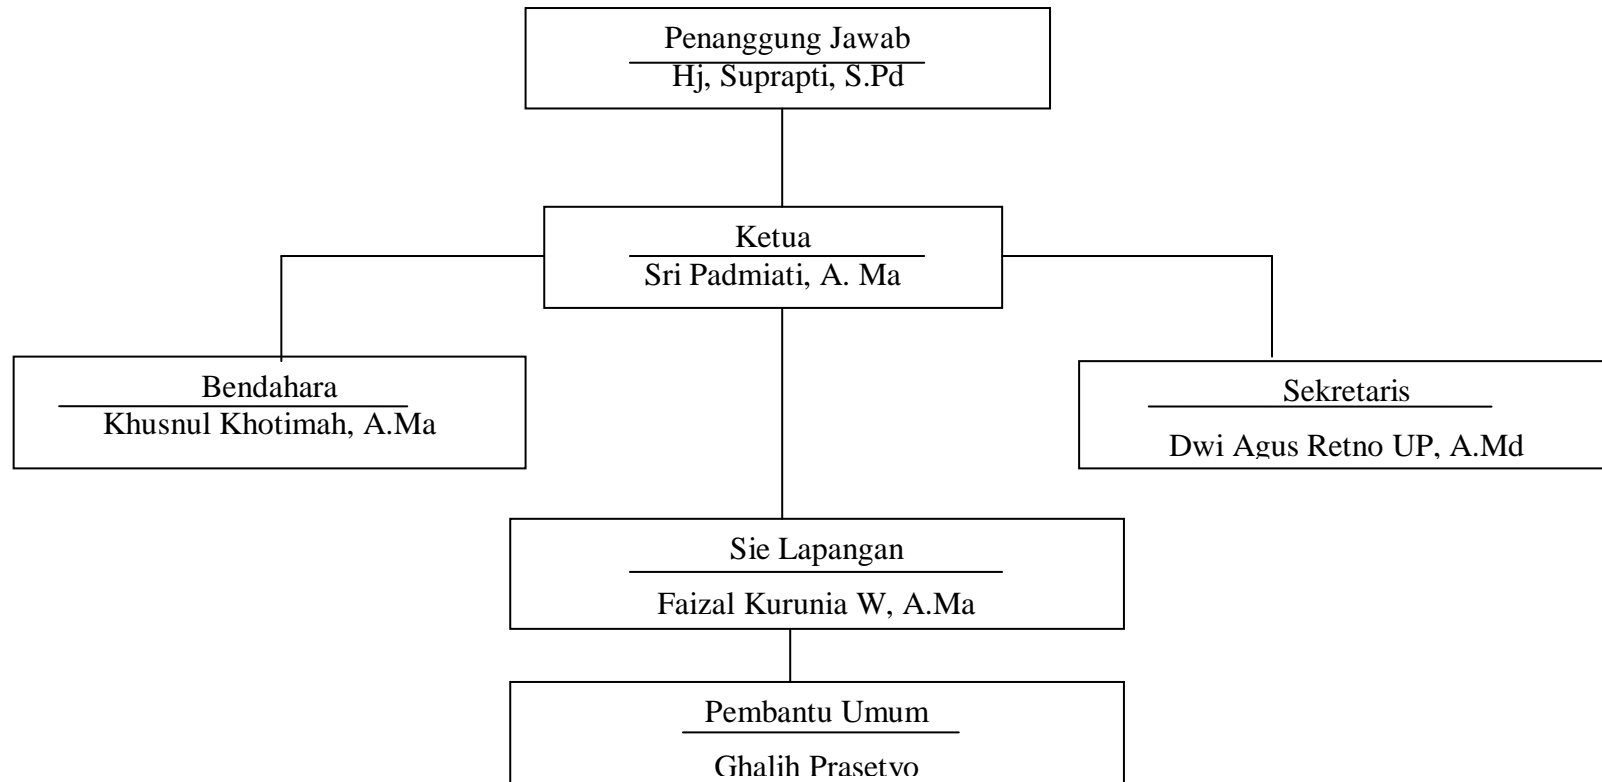 Penanggung Jawab
Hj, Suprapti, S.Pd
Ketua
Sri Padmiati, A. Ma
Bendahara
Khusnul Khotimah, A.Ma
Sekretaris
Dwi Agus Retno UP, A.Md
Sie Lapangan
Faizal Kurunia W, A.Ma
Pembantu Umum
Ghalih Prasetyo